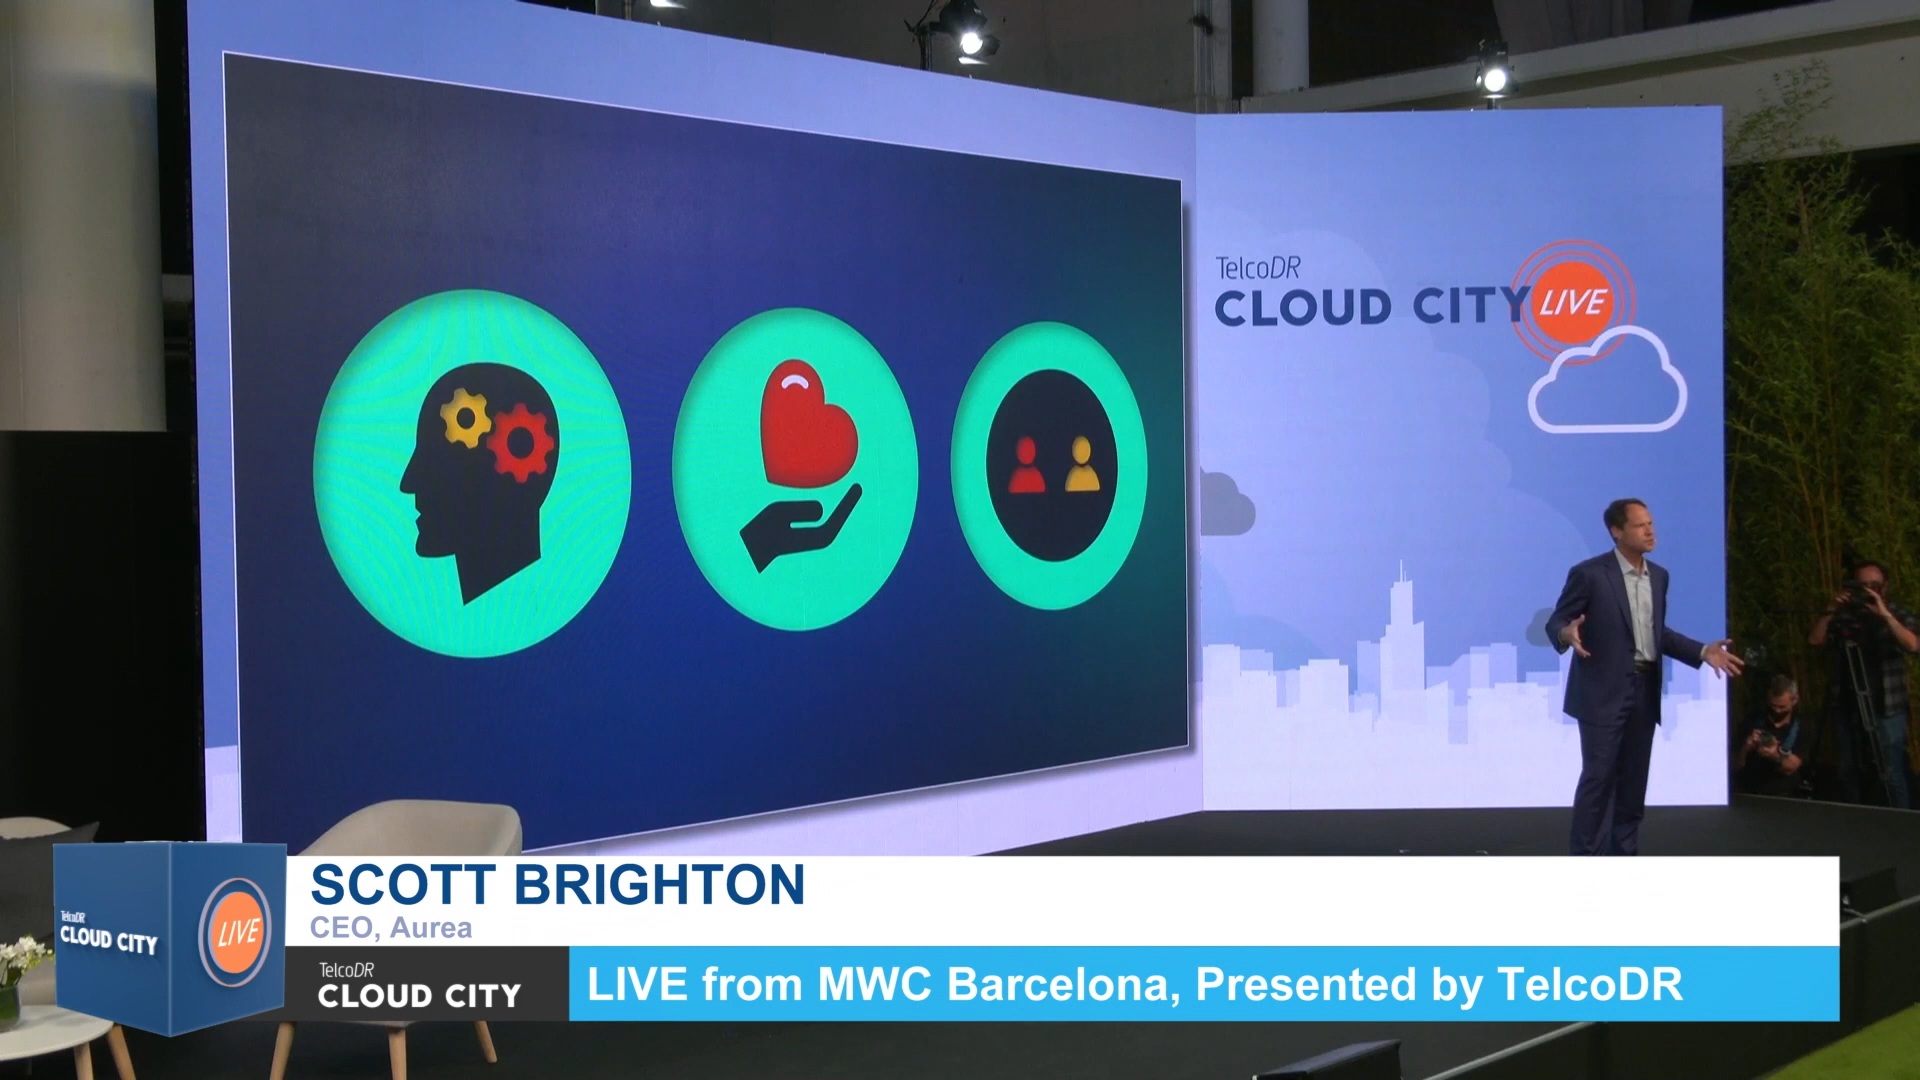 TelcoDR
CLOUD CITY LIVE
SCOTT BRIGHTON
CEO, Aurea
TelcoDR
CLOUD CITY
LIVE
TelcoDR
CLOUD CITY
LIVE from MWC Barcelona, Presented by TelcoDR